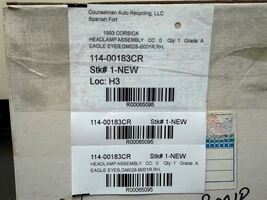 Counselman Auto Recycling, LLC
Spanish Fort
1993 CORSICA
HEADLAMP ASSEMBLY CC: 0 Qty: 1 Grade: A
EAGLE EYES,GM028-B001R,RH,
114-00183CR
Stk# 1-NEW
Loc: H3
R00065095
114-00183CR Stk# 1-NEW
R00065095
114-00183CR Stk# 1-NEW
HEADLAMP ASSEMBLY CC: 0 Qty: 1 Grade: A
EAGLE EYES,GM028-B001R,RH,
R00065095